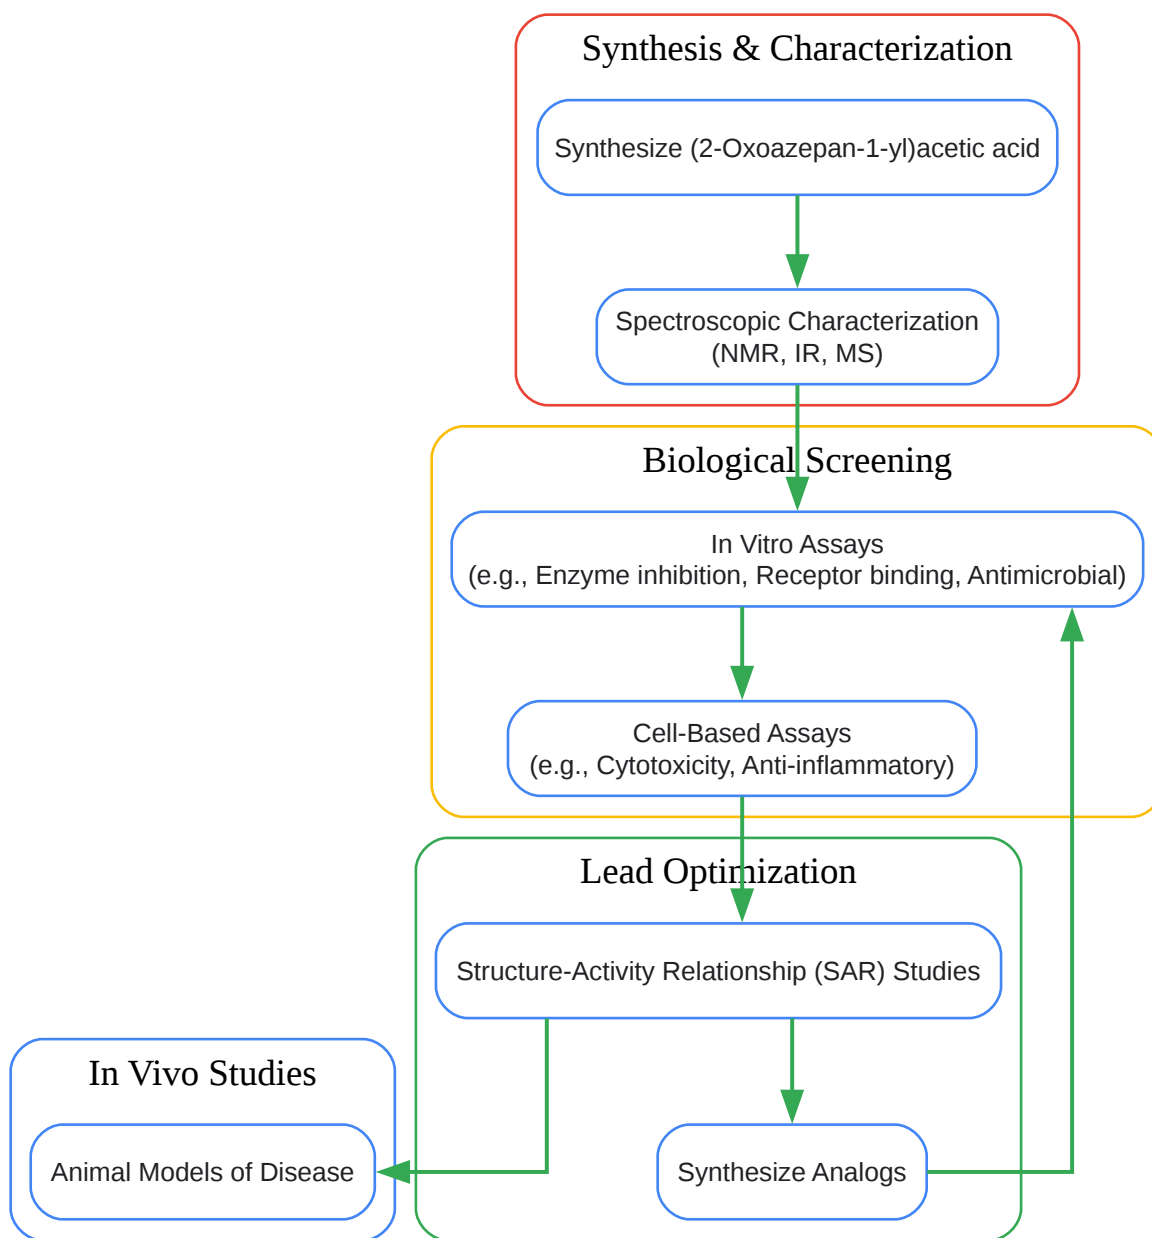 Synthesis & Characterization
Synthesize (2-Oxoazepan-1-yl)acetic acid
Spectroscopic Characterization
(NMR, IR, MS)
Biological Screening
In Vitro Assays
(e.g., Enzyme inhibition, Receptor binding, Antimicrobial)
Cell-Based Assays
(e.g., Cytotoxicity, Anti-inflammatory)
Lead Optimization
Structure-Activity Relationship (SAR) Studies
In Vivo Studies
Animal Models of Disease
Synthesize Analogs